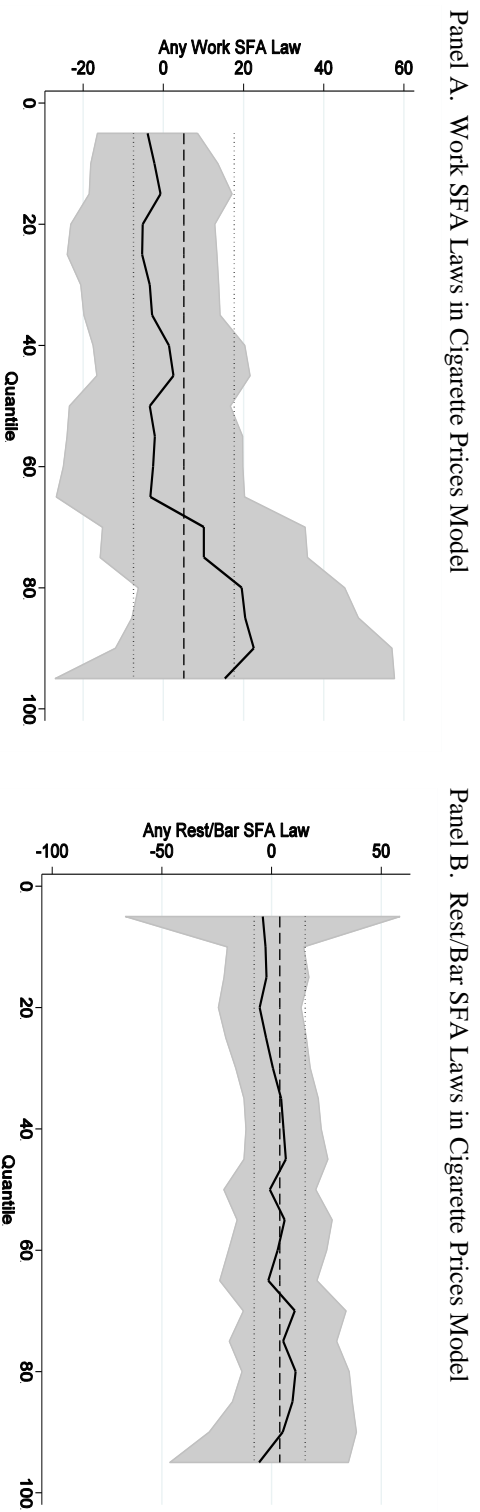 Panel A. Work SFA Laws in Cigarette Prices Model
Any Work SFA Law
-20 0 20 40 60
0 20 40 60 80 100
Quantile
Panel B. Rest/Bar SFA Laws in Cigarette Prices Model
Any Rest/Bar SFA Law
-100 -50 0 50
0 20 40 60 80 100
Quantile